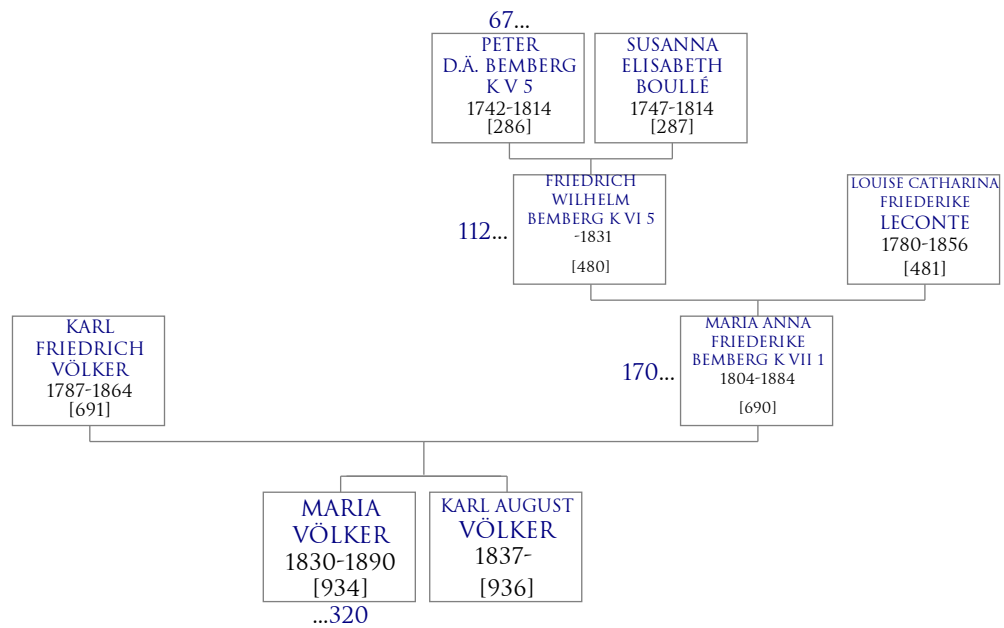 67...
PETER
D.Ä. BEMBERG
K V 5
1742-1814
[286]
SUSANNA
ELISABETH
BOULLÉ
1747-1814
[287]
112...
FRIEDRICH
WILHELM
BEMBERG K VI 5
-1831
[480]
LOUISE CATHARINA
FRIEDERIKE
LECONTE
1780-1856
[481]
KARL
FRIEDRICH
VÖLKER
1787-1864
[691]
170...
MARIA ANNA
FRIEDERIKE
BEMBERG K VII 1
1804-1884
[690]
MARIA
VÖLKER
1830-1890
[934]
...320
KARL AUGUST
VÖLKER
1837-
[936]